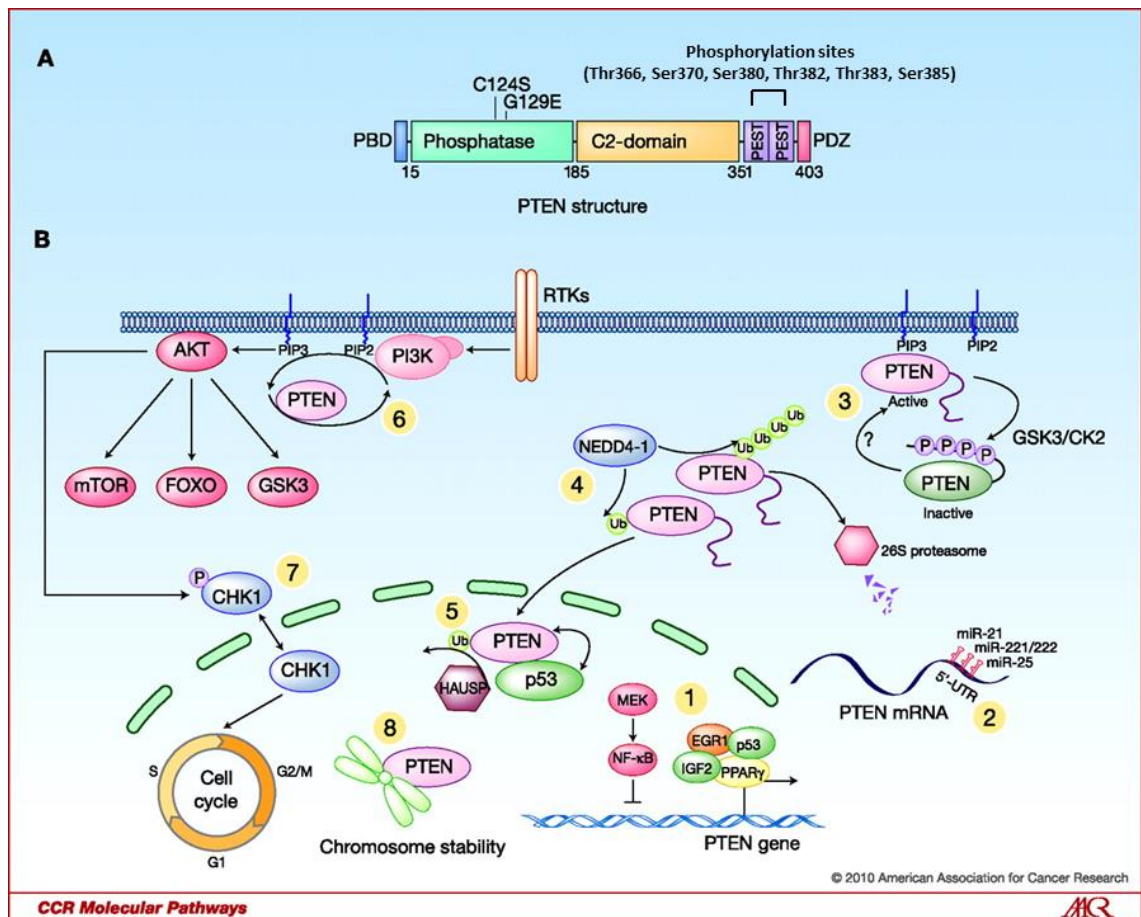 A
Phosphorylation sites
(Thr366, Ser370, Ser380, Thr382, Thr383, Ser385)
C124S
G129E
PBD
Phosphatase
C2-domain
PEST
PEST
PDZ
15
185
351
403
PTEN structure
B
RTKs
AKT
PIP3
PIP2
PI3K
PTEN
6
mTOR
FOXO
GSK3
PIP3
PIP2
PTEN
Active
3
?
GSK3/CK2
P P P P
PTEN
Inactive
NEDD4-1
Ub Ub Ub Ub
PTEN
4
Ub
PTEN
26S proteasome
P
CHK1
7
CHK1
5
Ub
PTEN
HAUSP
p53
miR-21
miR-221/222
miR-25
5'-UTR
PTEN mRNA
2
MEK
1
NF-κB
EGR1
p53
IGF2
PPARγ
PTEN gene
8
PTEN
Chromosome stability
S
G2/M
Cell
cycle
G1
© 2010 American Association for Cancer Research
CCR Molecular Pathways
AACR